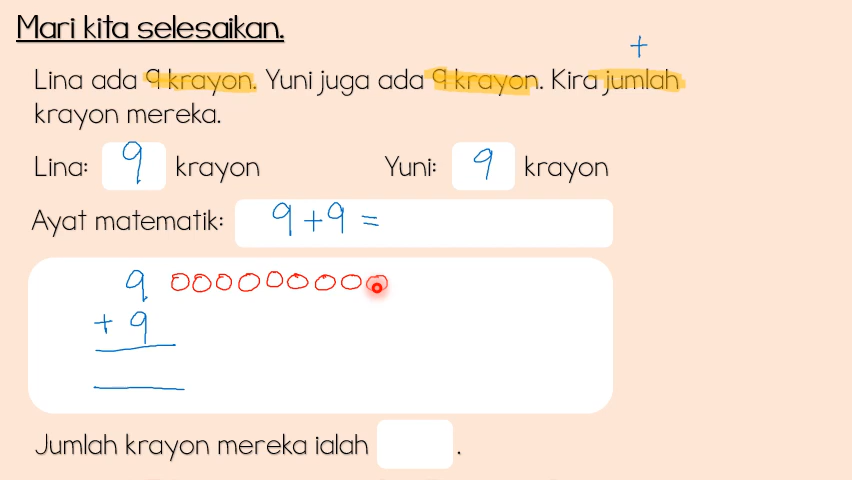 Mari kita selesaikan.
+
Lina ada 9 krayon. Yuni juga ada 9 krayon. Kira jumlah
krayon mereka.
Lina: 9 krayon Yuni: 9 krayon
Ayat matematik: 9 + 9 =
9
+ 9
Jumlah krayon mereka ialah .